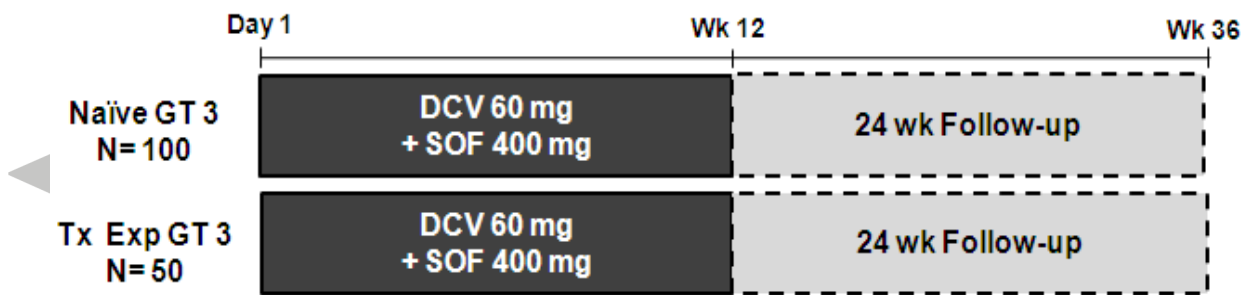 Day 1 Wk 12 Wk 36
Naïve GT 3
N= 100
DCV 60 mg
+ SOF 400 mg
24 wk Follow-up
Tx Exp GT 3
N= 50
DCV 60 mg
+ SOF 400 mg
24 wk Follow-up